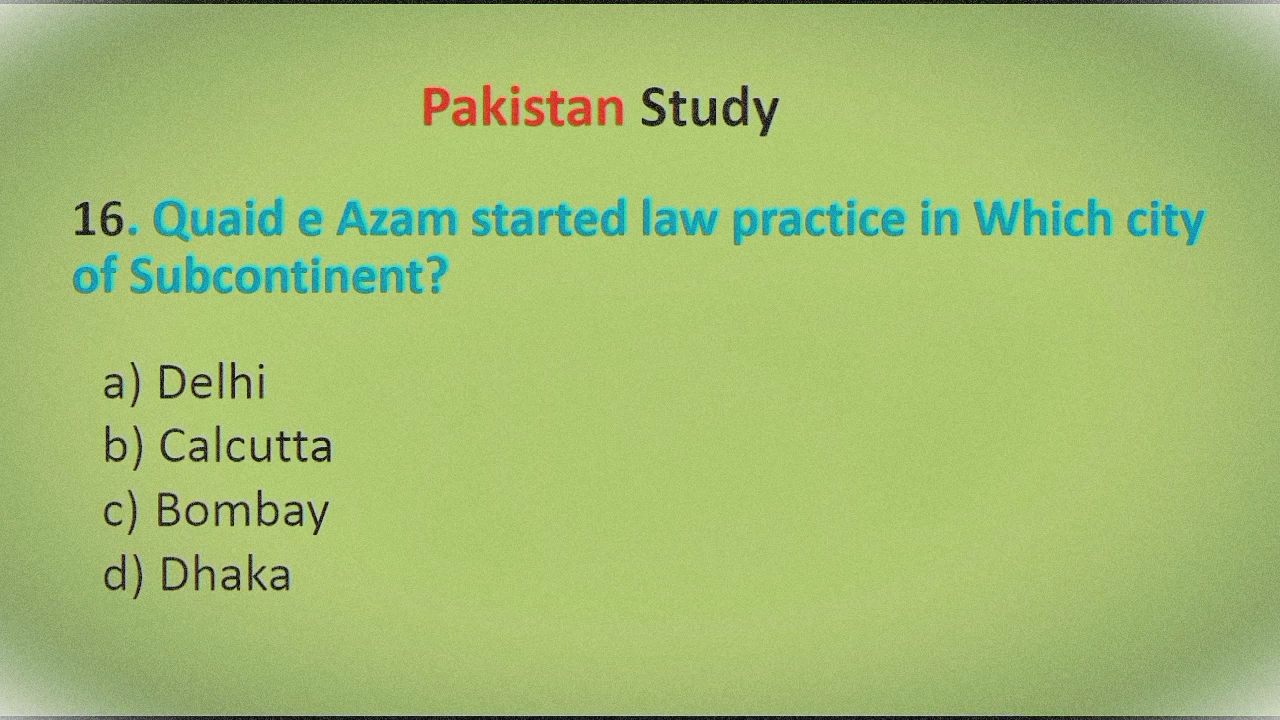 Pakistan Study
16. Quaid e Azam started law practice in Which city
of Subcontinent?
a) Delhi
b) Calcutta
c) Bombay
d) Dhaka